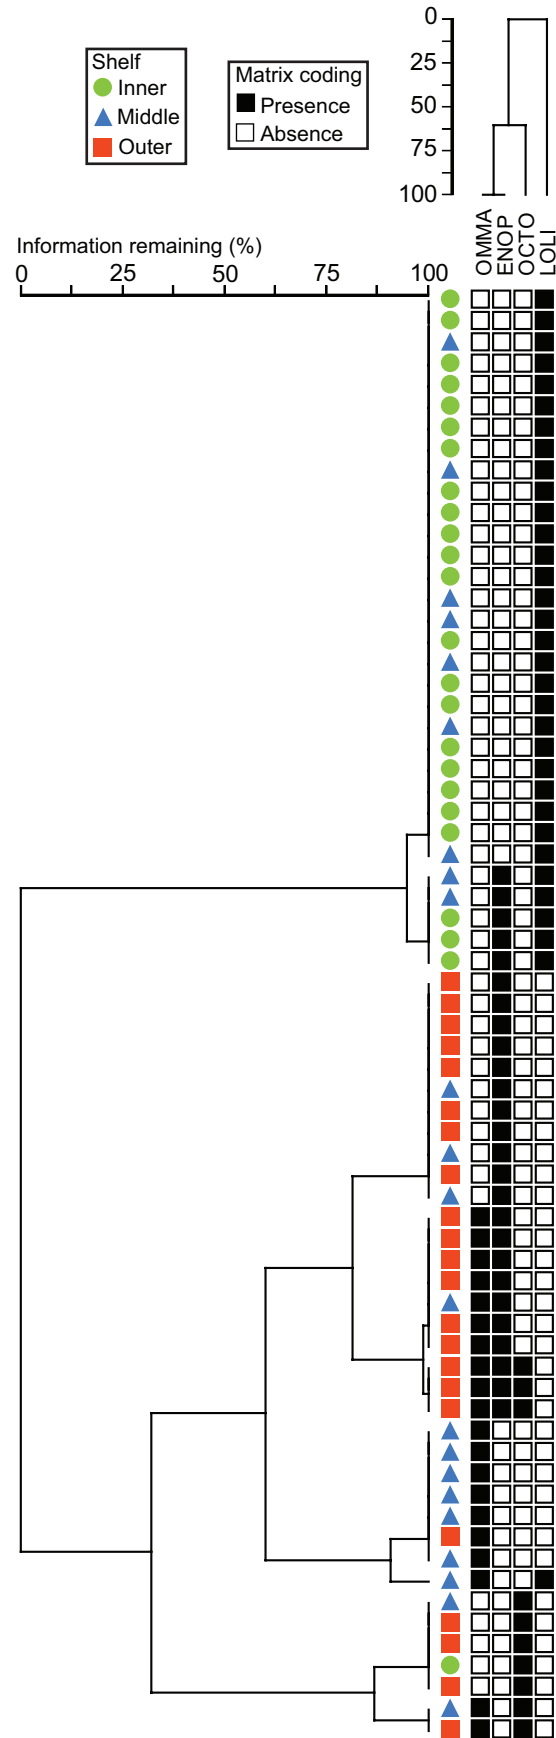 0
25
50
75
100
Shelf
Inner
Middle
Outer
Matrix coding
Presence
Absence
OMMA
ENOP
OCTO
LOLI
Information remaining (%)
0 25 50 75 100